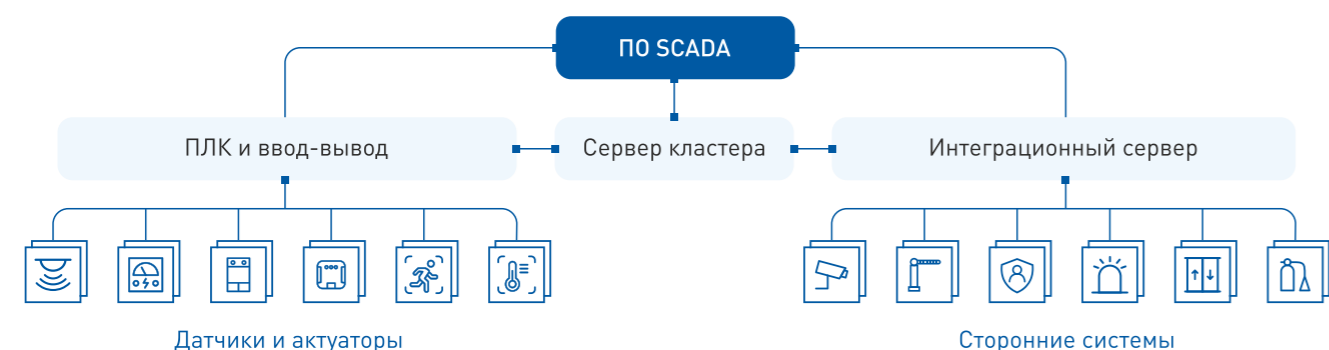 ПО SCADA
ПЛК и ввод-вывод
Сервер кластера
Интеграционный сервер
Датчики и актуаторы
Сторонние системы